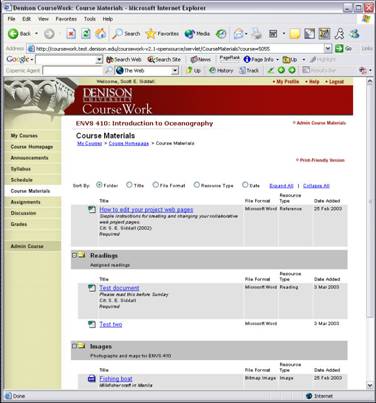 Denison CourseWork: Course Materials - Microsoft Internet Explorer
File Edit View Favorites Tools Help
Back Search Favorites Media
Address http://coursework.test.denison.edu/coursework-v2.1-opensource/servlet/CourseMaterials?course=5055 Go Links
Google Search Web Search Site News PageRank Page Info Up Highlight
Copernic Agent The Web Up History Track
Welcome, Scott E. Siddall. My Profile Help Logout
DENISON
UNIVERSITY
COURSEWORK
ENVS 410: Introduction to Oceanography Admin Course Materials
Course Materials
My Courses > Course Homepage > Course Materials
Print-Friendly Version
My Courses
Course Homepage
Announcements
Syllabus
Schedule
Course Materials
Assignments
Discussion
Grades
Admin Course
Sort By: Folder Title File Format Resource Type Date Expand All | Collapse All
Title File Format Resource Type Date Added
How to edit your project web pages Microsoft Word Reference 25 Feb 2003
Simple instructions for creating and changing your collaborative
web project pages.
Cit: S. E. Siddall (2002)
Required
Readings
Assigned readings
Title File Format Resource Type Date Added
Test document Microsoft Word Reading 3 Mar 2003
Please read this before Sunday
Cit: S. E. Siddall
Required
Test two Microsoft Word 3 Mar 2003
Images
Photographs and maps for ENVS 410
Title File Format Resource Type Date Added
Fishing boat Bitmap Image Image 25 Feb 2003
Milkfisher craft in Manila
Required
Done Internet